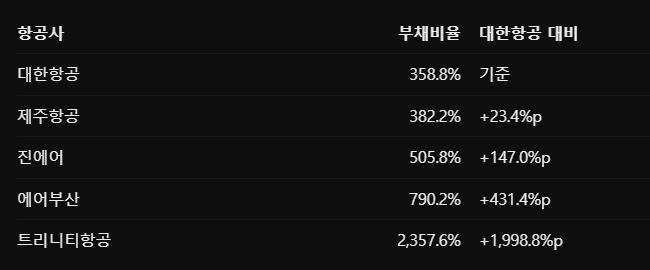 항공사 부채비율 대한항공 대비
대한항공 358.8% 기준
제주항공 382.2% +23.4%p
진에어 505.8% +147.0%p
에어부산 790.2% +431.4%p
트리니티항공 2,357.6% +1,998.8%p